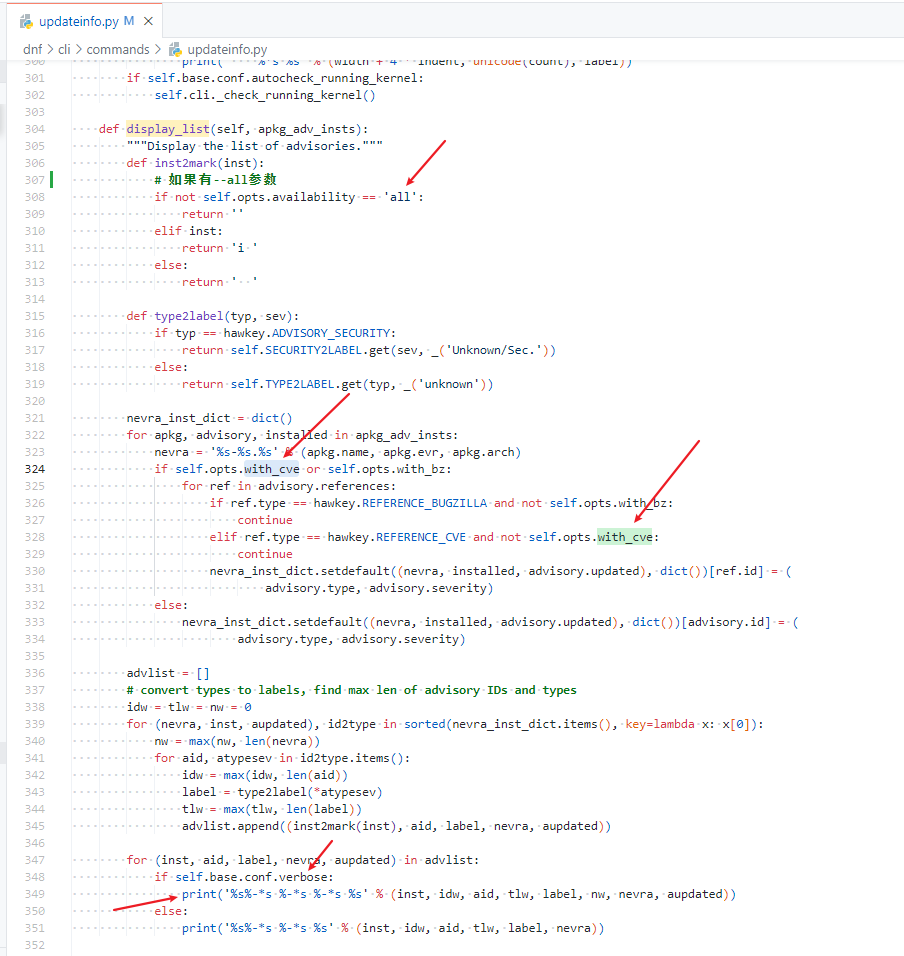 updateinfo.py M ×
dnf > cli > commands > updateinfo.py
300 print(' %*s %s' % (width + 4 * indent, unicode(count), label))
301 if self.base.conf.autocheck_running_kernel:
302 self.cli._check_running_kernel()
303
304 def display_list(self, apkg_adv_insts):
305 """Display the list of advisories."""
306 def inst2mark(inst):
307 # 如果有--all参数
308 if not self.opts.availability == 'all':
309 return ''
310 elif inst:
311 return 'i '
312 else:
313 return '  '
314
315 def type2label(typ, sev):
316 if typ == hawkey.ADVISORY_SECURITY:
317 return self.SECURITY2LABEL.get(sev, _('Unknown/Sec.'))
318 else:
319 return self.TYPE2LABEL.get(typ, _('unknown'))
320
321 nevra_inst_dict = dict()
322 for apkg, advisory, installed in apkg_adv_insts:
323 nevra = '%s-%s.%s' % (apkg.name, apkg.evr, apkg.arch)
324 if self.opts.with_cve or self.opts.with_bz:
325 for ref in advisory.references:
326 if ref.type == hawkey.REFERENCE_BUGZILLA and not self.opts.with_bz:
327 continue
328 elif ref.type == hawkey.REFERENCE_CVE and not self.opts.with_cve:
329 continue
330 nevra_inst_dict.setdefault((nevra, installed, advisory.updated), dict())[ref.id] = (
331 advisory.type, advisory.severity)
332 else:
333 nevra_inst_dict.setdefault((nevra, installed, advisory.updated), dict())[advisory.id] = (
334 advisory.type, advisory.severity)
335
336 advlist = []
337 # convert types to labels, find max len of advisory IDs and types
338 idw = tlw = nw = 0
339 for (nevra, inst, aupdated), id2type in sorted(nevra_inst_dict.items(), key=lambda x: x[0]):
340 nw = max(nw, len(nevra))
341 for aid, atypesev in id2type.items():
342 idw = max(idw, len(aid))
343 label = type2label(*atypesev)
344 tlw = max(tlw, len(label))
345 advlist.append((inst2mark(inst), aid, label, nevra, aupdated))
346
347 for (inst, aid, label, nevra, aupdated) in advlist:
348 if self.base.conf.verbose:
349 print('%s%-*s %-*s %-*s %s' % (inst, idw, aid, tlw, label, nw, nevra, aupdated))
350 else:
351 print('%s%-*s %-*s %s' % (inst, idw, aid, tlw, label, nevra))
352